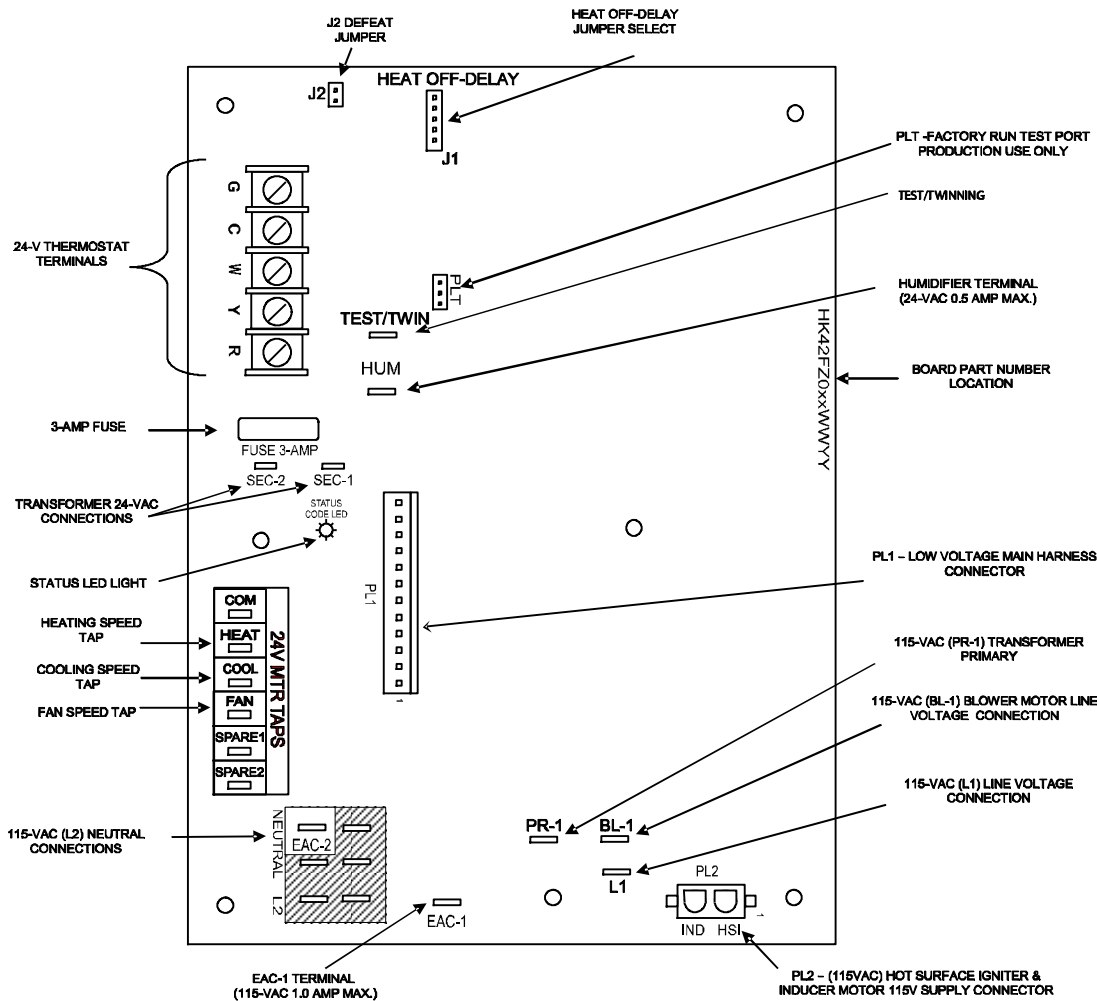 J2 DEFEAT
JUMPER
HEAT OFF-DELAY
JUMPER SELECT
HEAT OFF-DELAY
J2
J1
PLT -FACTORY RUN TEST PORT
PRODUCTION USE ONLY
TEST/TWINNING
G
C
W
Y
R
24-V THERMOSTAT
TERMINALS
PLT
TEST/TWIN
HUMIDIFIER TERMINAL
(24-VAC 0.5 AMP MAX.)
HUM
HK42FZ0xxWWYY
BOARD PART NUMBER
LOCATION
3-AMP FUSE
FUSE 3-AMP
SEC-2
SEC-1
TRANSFORMER 24-VAC
CONNECTIONS
STATUS
CODE LED
STATUS LED LIGHT
PL1
1
PL1 – LOW VOLTAGE MAIN HARNESS
CONNECTOR
COM
HEAT
COOL
FAN
SPARE1
SPARE2
24V MTR TAPS
HEATING SPEED
TAP
COOLING SPEED
TAP
FAN SPEED TAP
115-VAC (PR-1) TRANSFORMER
PRIMARY
115-VAC (BL-1) BLOWER MOTOR LINE
VOLTAGE CONNECTION
115-VAC (L1) LINE VOLTAGE
CONNECTION
115-VAC (L2) NEUTRAL
CONNECTIONS
NEUTRAL
L2
EAC-2
EAC-1
PR-1
BL-1
L1
PL2
1
IND
HSI
EAC-1 TERMINAL
(115-VAC 1.0 AMP MAX.)
PL2 – (115VAC) HOT SURFACE IGNITER &
INDUCER MOTOR 115V SUPPLY CONNECTOR